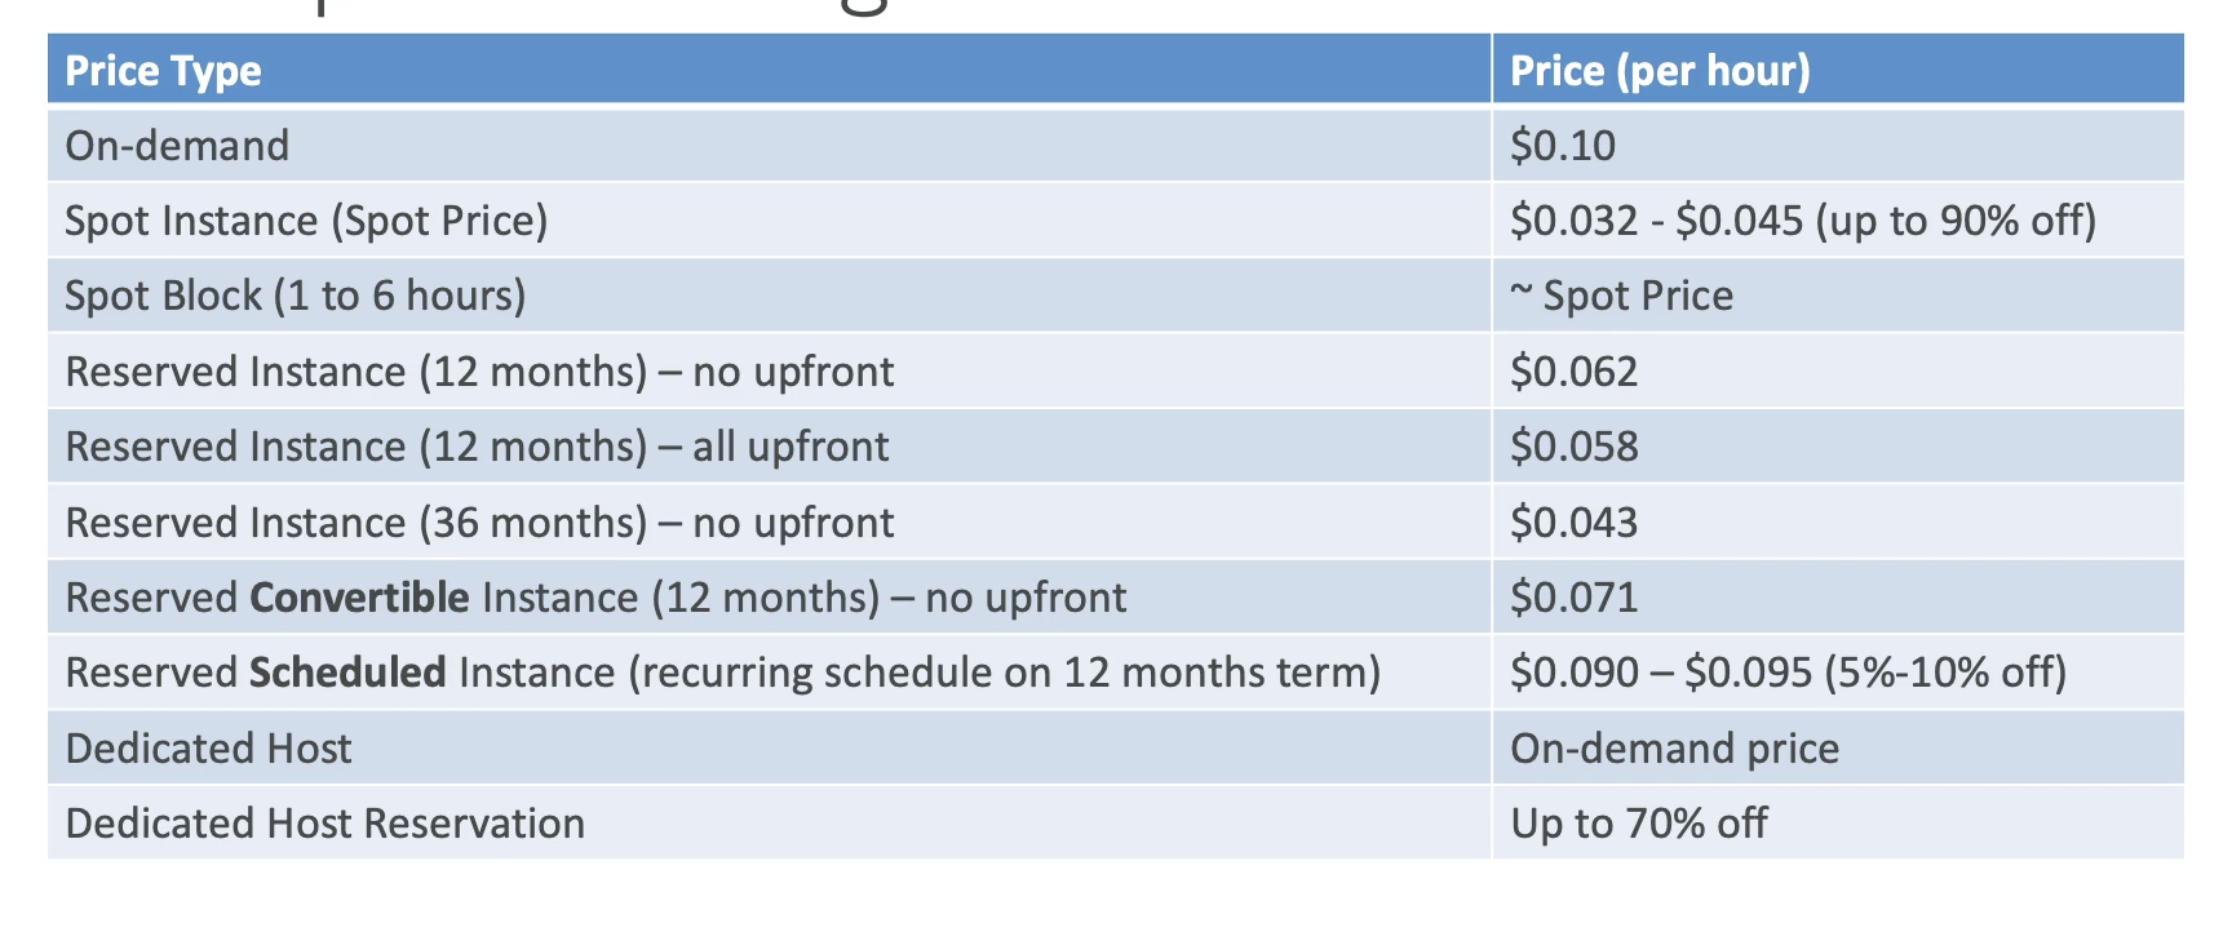 Price Type Price (per hour)
On-demand $0.10
Spot Instance (Spot Price) $0.032 - $0.045 (up to 90% off)
Spot Block (1 to 6 hours) ~ Spot Price
Reserved Instance (12 months) – no upfront $0.062
Reserved Instance (12 months) – all upfront $0.058
Reserved Instance (36 months) – no upfront $0.043
Reserved Convertible Instance (12 months) – no upfront $0.071
Reserved Scheduled Instance (recurring schedule on 12 months term) $0.090 – $0.095 (5%-10% off)
Dedicated Host On-demand price
Dedicated Host Reservation Up to 70% off